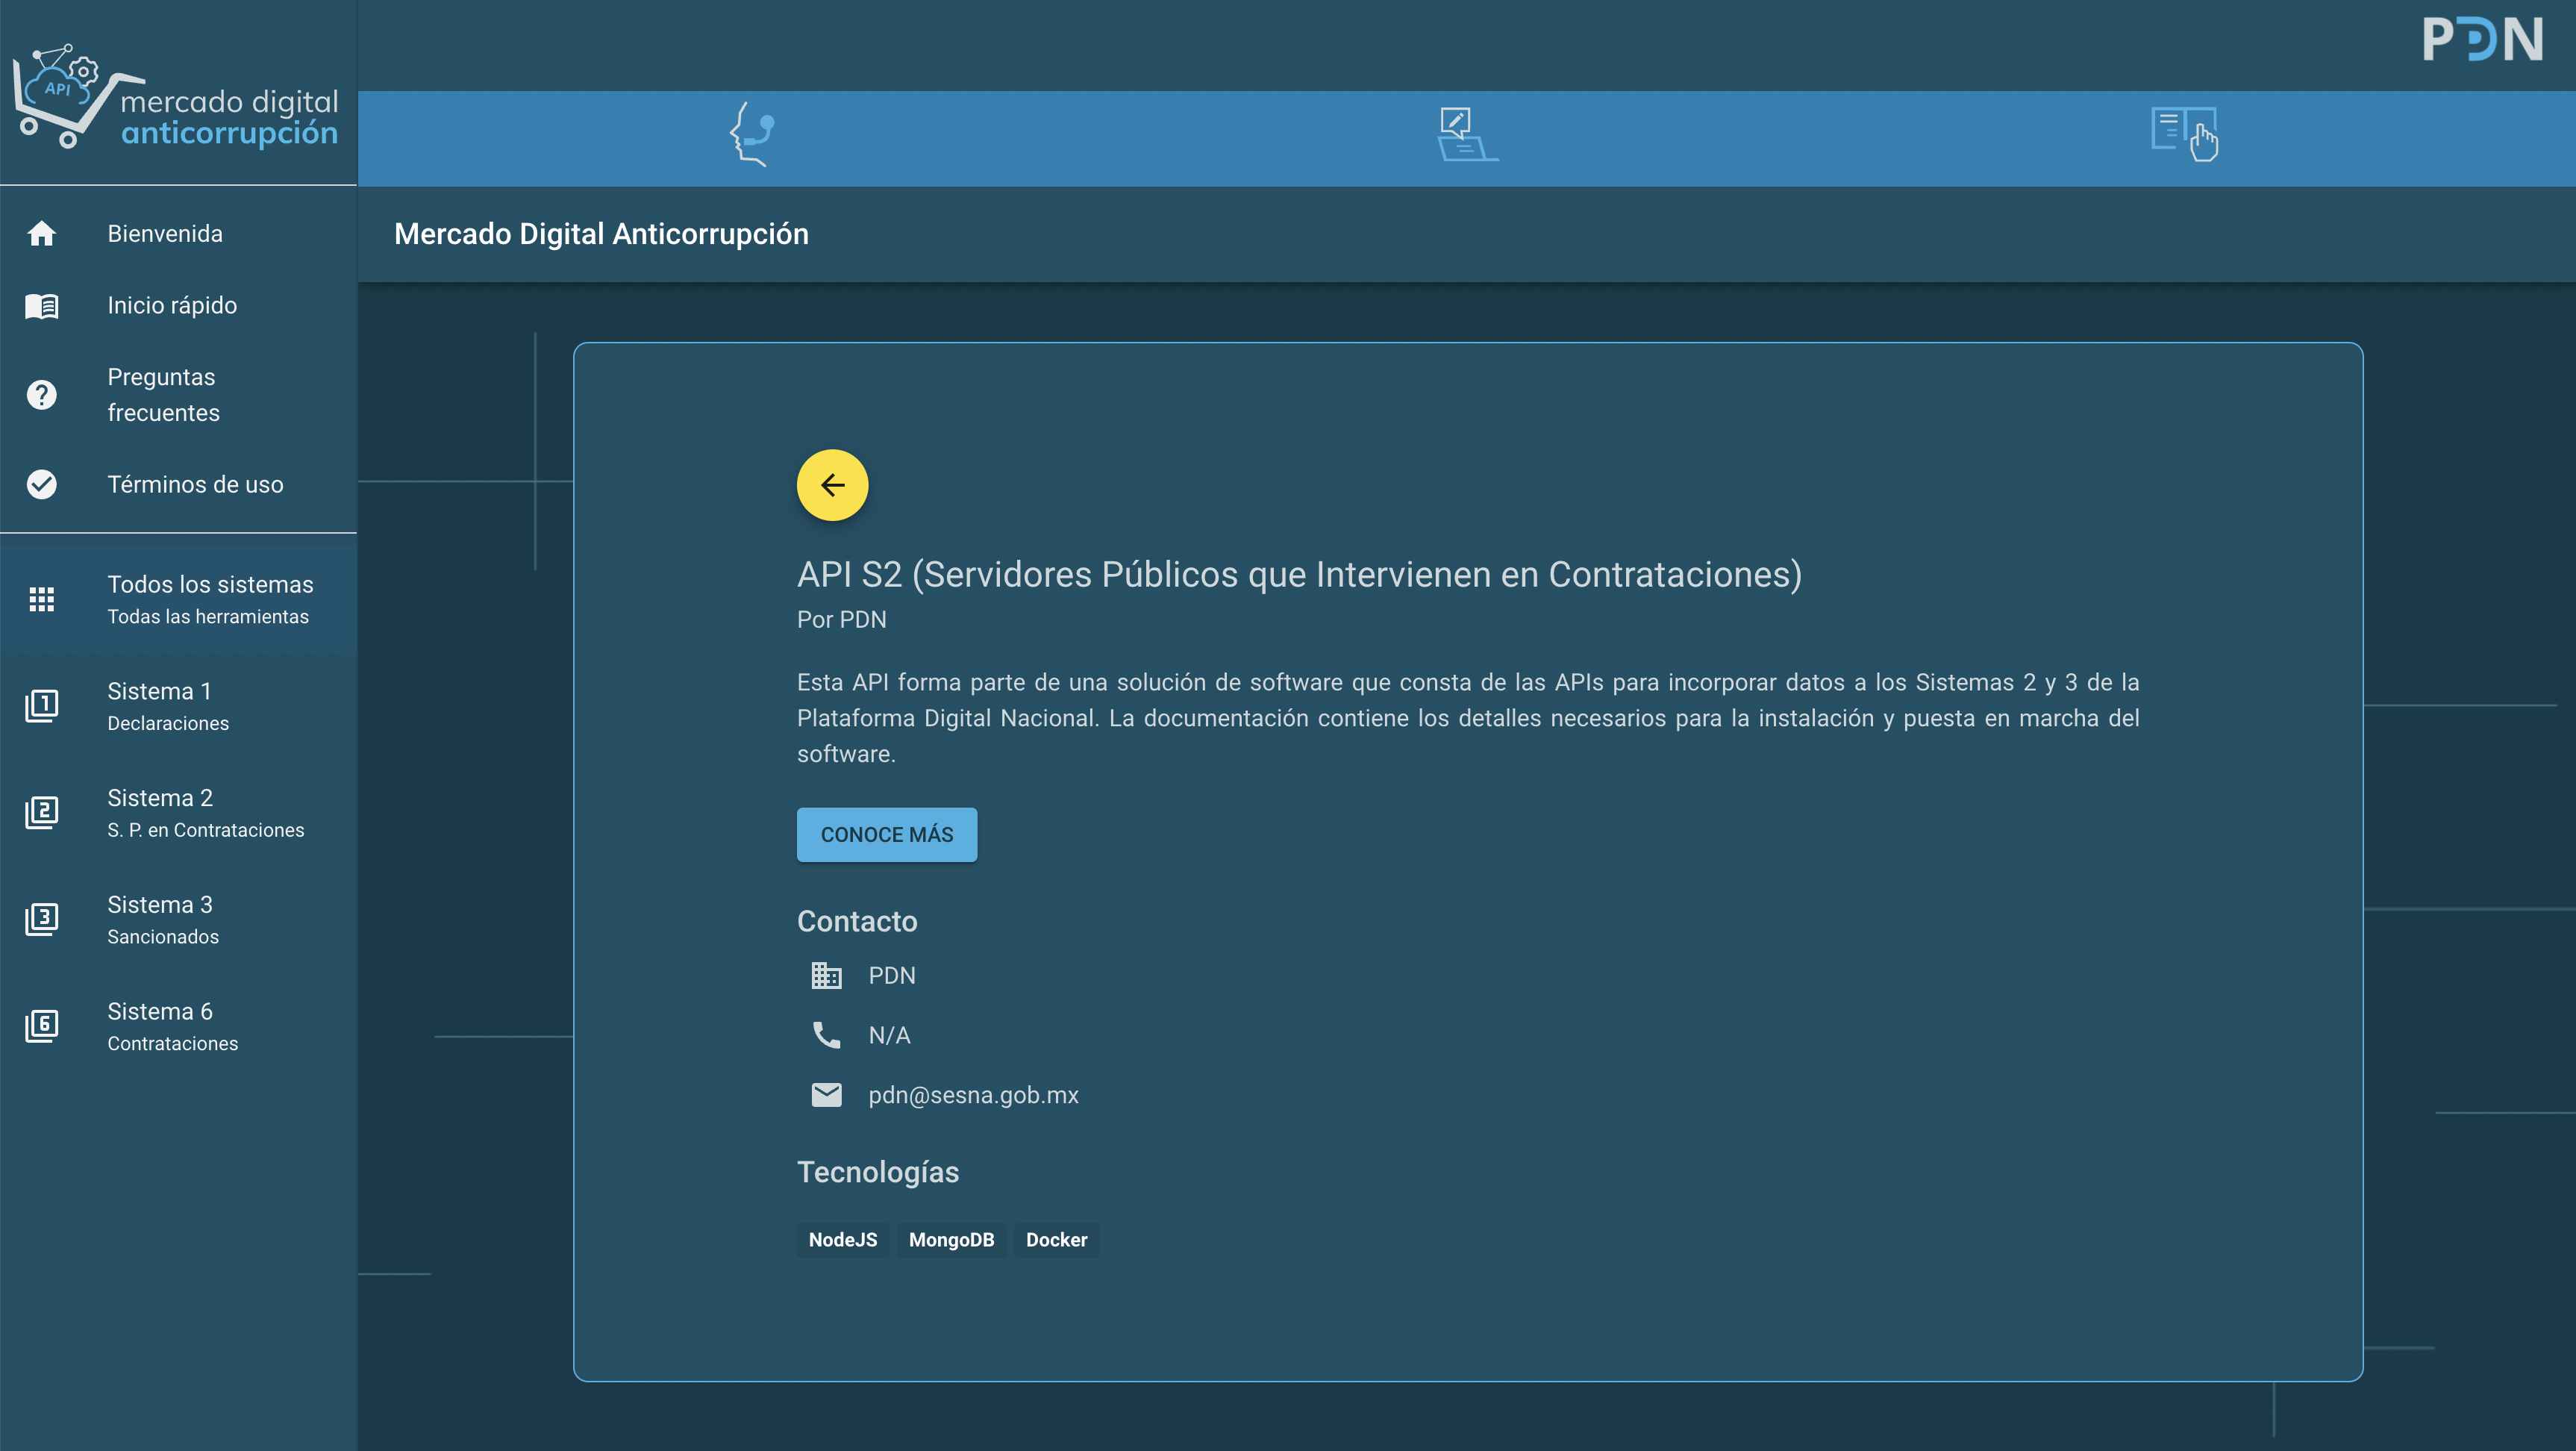 API
mercado digital
anticorrupción
PDN
Bienvenida
Inicio rápido
Preguntas
frecuentes
Términos de uso
Todos los sistemas
Todas las herramientas
1
Sistema 1
Declaraciones
2
Sistema 2
S. P. en Contrataciones
3
Sistema 3
Sancionados
6
Sistema 6
Contrataciones
Mercado Digital Anticorrupción
API S2 (Servidores Públicos que Intervienen en Contrataciones)
Por PDN
Esta API forma parte de una solución de software que consta de las APIs para incorporar datos a los Sistemas 2 y 3 de la
Plataforma Digital Nacional. La documentación contiene los detalles necesarios para la instalación y puesta en marcha del
software.
CONOCE MÁS
Contacto
PDN
N/A
pdn@sesna.gob.mx
Tecnologías
NodeJS MongoDB Docker